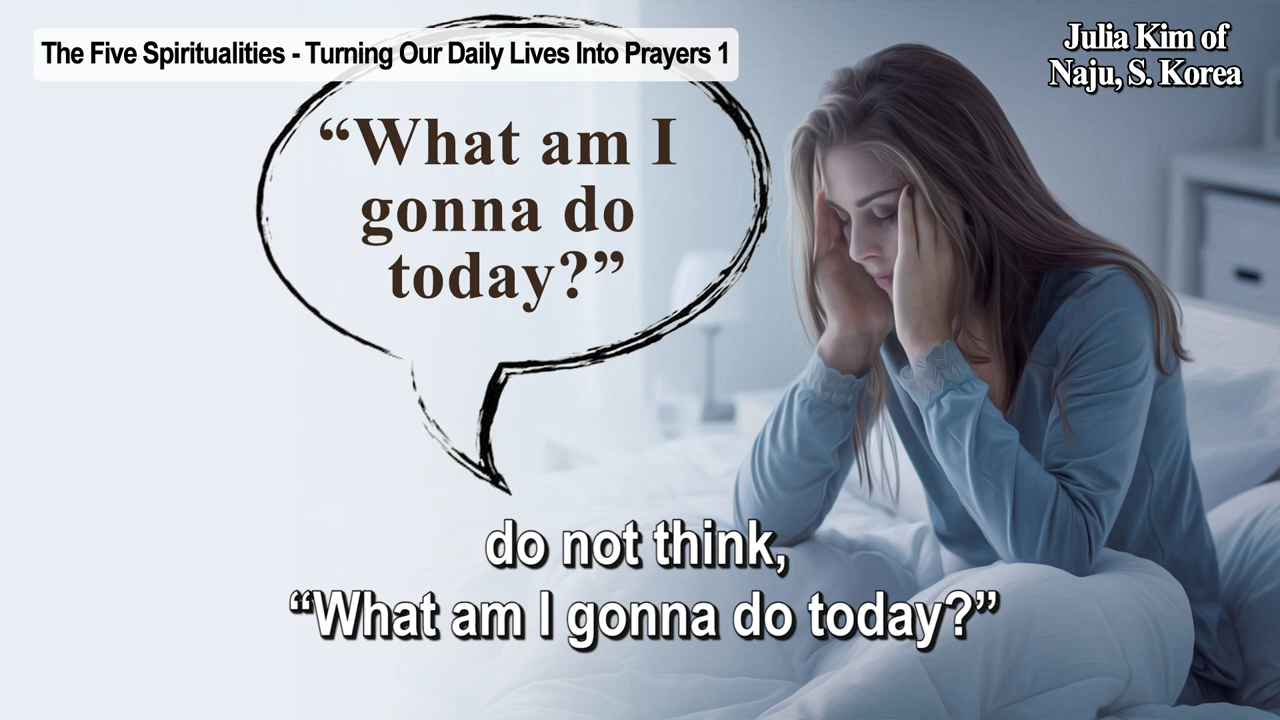 The Five Spiritualities - Turning Our Daily Lives Into Prayers 1
Julia Kim of
Naju, S. Korea
“What am I
gonna do
today?”
do not think,
“What am I gonna do today?”